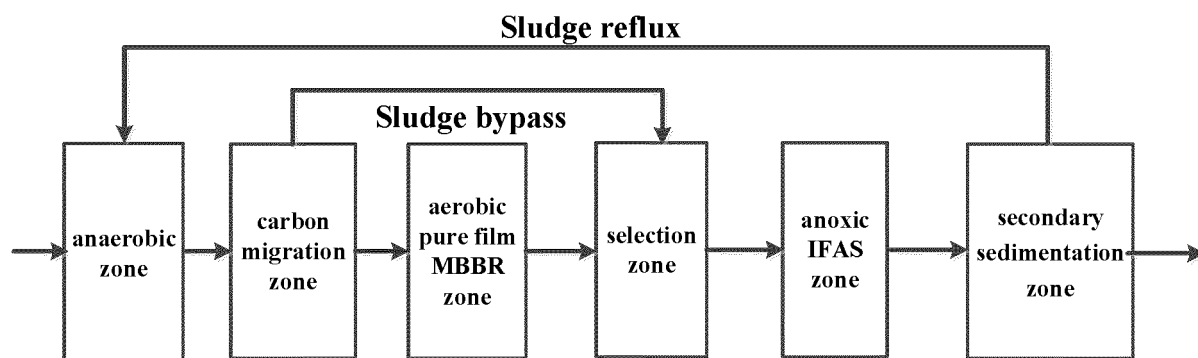 Sludge reflux
Sludge bypass
anaerobic
zone
carbon
migration
zone
aerobic
pure film
MBBR
zone
selection
zone
anoxic
IFAS
zone
secondary
sedimentation
zone